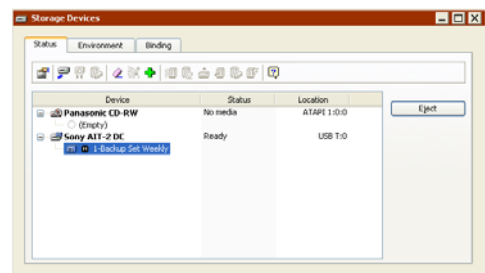 Storage Devices
Status Environment Binding
Device Status Location
Panasonic CD-RW No media ATAPI 1:0:0
(Empty)
Sony AIT-2 DC Ready USB T:0
1-Backup Set Weekly
Eject